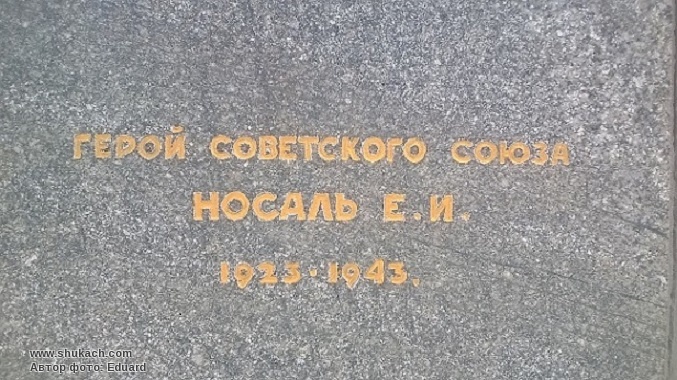 ГЕРОЙ СОВЕТСКОГО СОЮЗА
НОСАЛЬ Е. И.
1923 · 1943.
www.shukach.com
Автор фото: Eduard